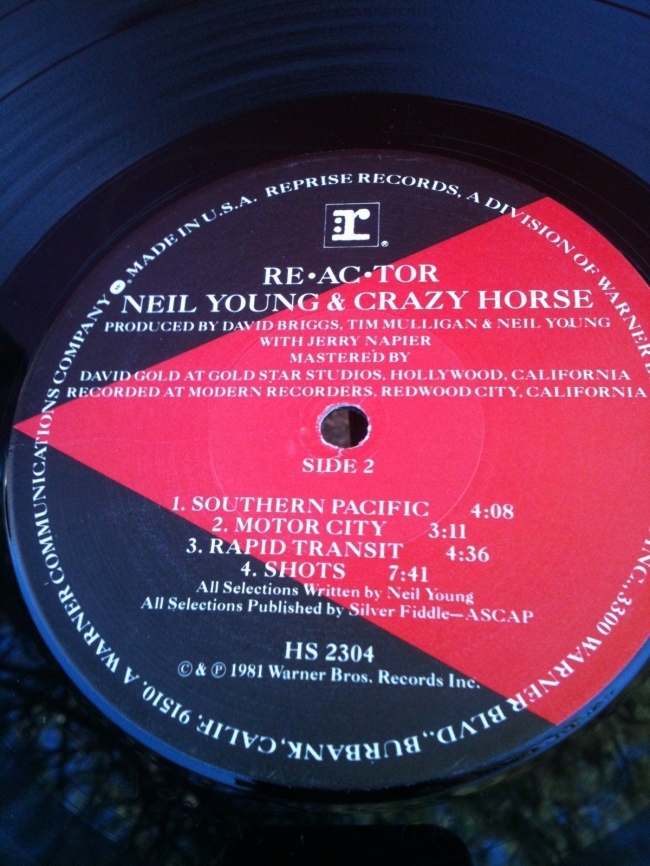 MADE IN U.S.A. REPRISE RECORDS, A DIVISION OF WARNER
INC., 3300 WARNER BLVD., BURBANK, CALIF. 91510, A WARNER COMMUNICATIONS COMPANY
r
®
RE•AC•TOR
NEIL YOUNG & CRAZY HORSE
PRODUCED BY DAVID BRIGGS, TIM MULLIGAN & NEIL YOUNG
WITH JERRY NAPIER
MASTERED BY
DAVID GOLD AT GOLD STAR STUDIOS, HOLLYWOOD, CALIFORNIA
RECORDED AT MODERN RECORDERS, REDWOOD CITY, CALIFORNIA
SIDE 2
1. SOUTHERN PACIFIC 4:08
2. MOTOR CITY 3:11
3. RAPID TRANSIT 4:36
4. SHOTS 7:41
All Selections Written by Neil Young
All Selections Published by Silver Fiddle—ASCAP
HS 2304
© & ℗ 1981 Warner Bros. Records Inc.